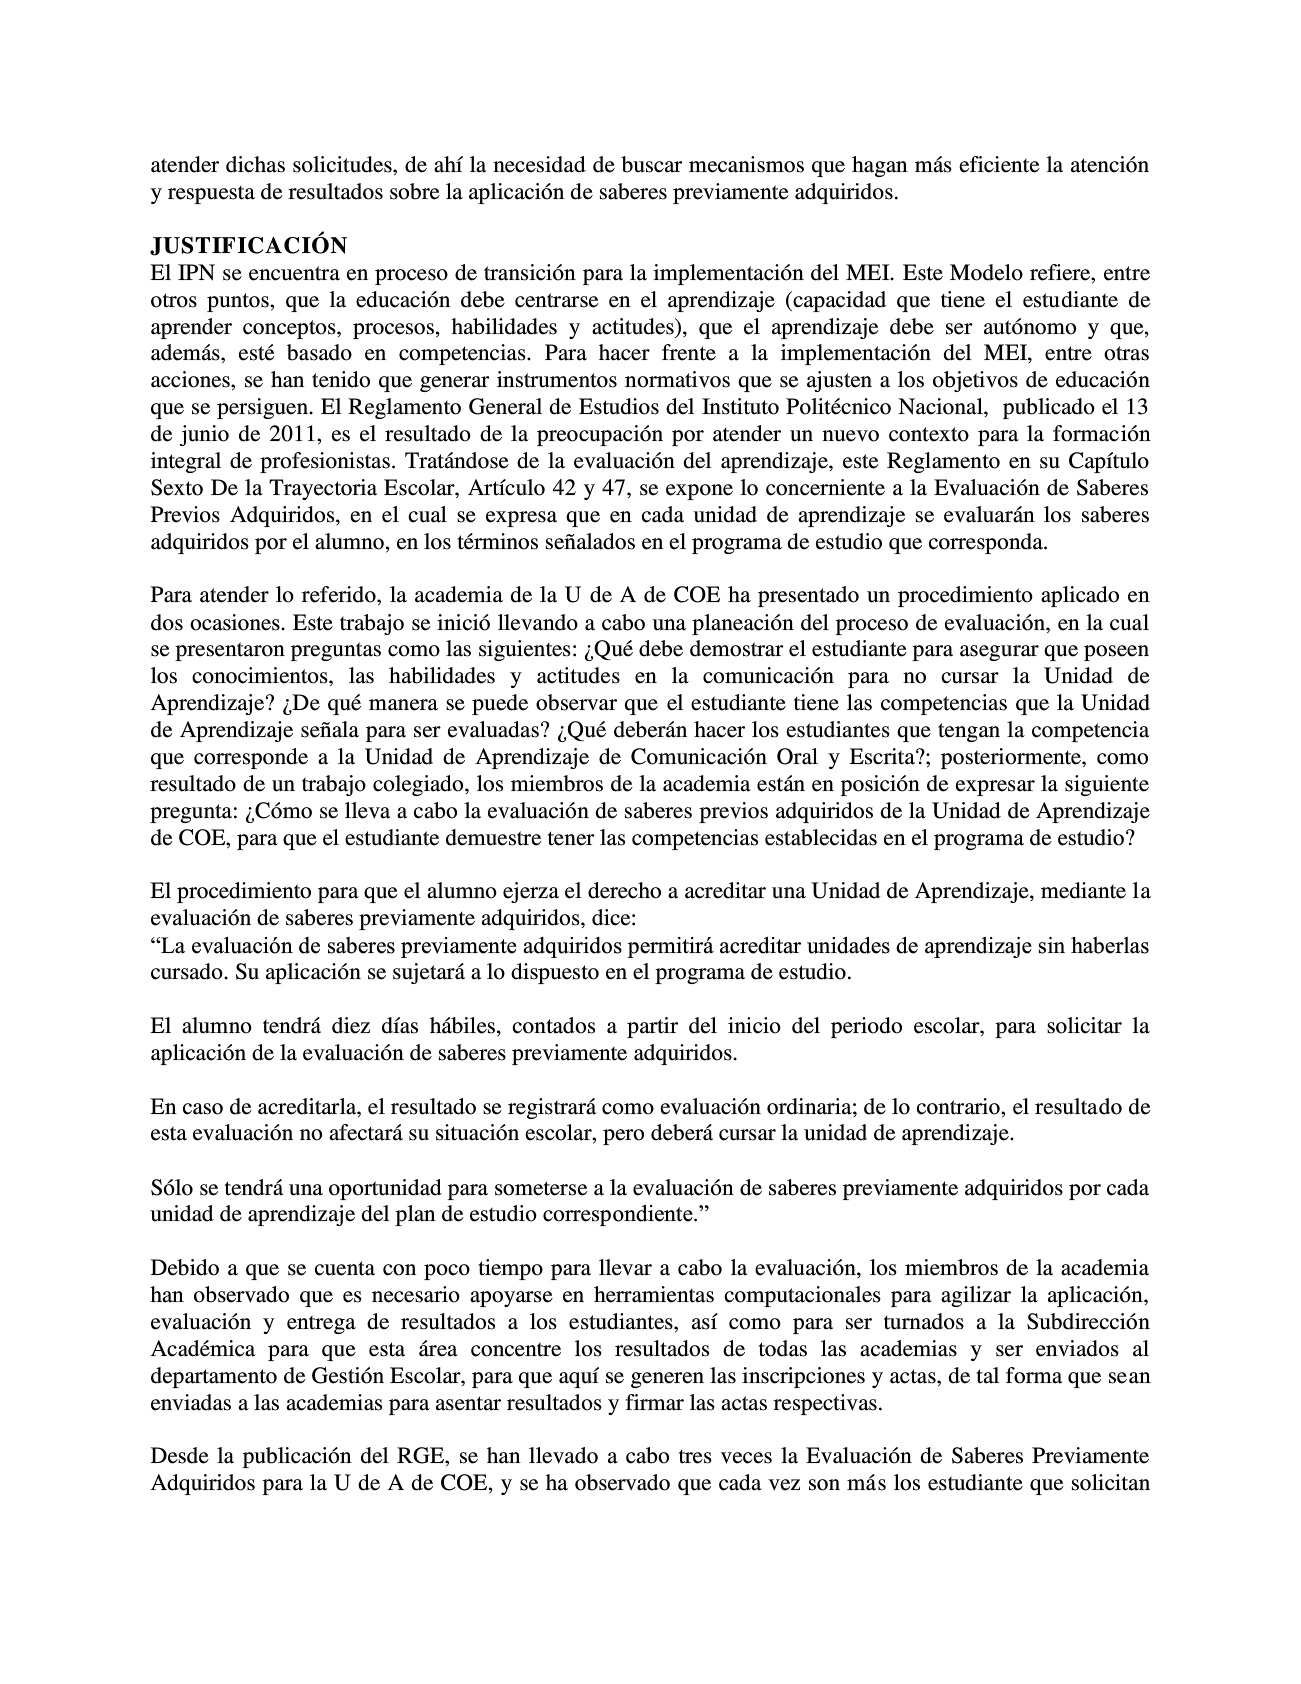 atender dichas solicitudes, de ahí la necesidad de buscar mecanismos que hagan más eficiente la atención
y respuesta de resultados sobre la aplicación de saberes previamente adquiridos.
JUSTIFICACIÓN
El IPN se encuentra en proceso de transición para la implementación del MEI. Este Modelo refiere, entre
otros puntos, que la educación debe centrarse en el aprendizaje (capacidad que tiene el estudiante de
aprender conceptos, procesos, habilidades y actitudes), que el aprendizaje debe ser autónomo y que,
además, esté basado en competencias. Para hacer frente a la implementación del MEI, entre otras
acciones, se han tenido que generar instrumentos normativos que se ajusten a los objetivos de educación
que se persiguen. El Reglamento General de Estudios del Instituto Politécnico Nacional, publicado el 13
de junio de 2011, es el resultado de la preocupación por atender un nuevo contexto para la formación
integral de profesionistas. Tratándose de la evaluación del aprendizaje, este Reglamento en su Capítulo
Sexto De la Trayectoria Escolar, Artículo 42 y 47, se expone lo concerniente a la Evaluación de Saberes
Previos Adquiridos, en el cual se expresa que en cada unidad de aprendizaje se evaluarán los saberes
adquiridos por el alumno, en los términos señalados en el programa de estudio que corresponda.
Para atender lo referido, la academia de la U de A de COE ha presentado un procedimiento aplicado en
dos ocasiones. Este trabajo se inició llevando a cabo una planeación del proceso de evaluación, en la cual
se presentaron preguntas como las siguientes: ¿Qué debe demostrar el estudiante para asegurar que poseen
los conocimientos, las habilidades y actitudes en la comunicación para no cursar la Unidad de
Aprendizaje? ¿De qué manera se puede observar que el estudiante tiene las competencias que la Unidad
de Aprendizaje señala para ser evaluadas? ¿Qué deberán hacer los estudiantes que tengan la competencia
que corresponde a la Unidad de Aprendizaje de Comunicación Oral y Escrita?; posteriormente, como
resultado de un trabajo colegiado, los miembros de la academia están en posición de expresar la siguiente
pregunta: ¿Cómo se lleva a cabo la evaluación de saberes previos adquiridos de la Unidad de Aprendizaje
de COE, para que el estudiante demuestre tener las competencias establecidas en el programa de estudio?
El procedimiento para que el alumno ejerza el derecho a acreditar una Unidad de Aprendizaje, mediante la
evaluación de saberes previamente adquiridos, dice:
“La evaluación de saberes previamente adquiridos permitirá acreditar unidades de aprendizaje sin haberlas
cursado. Su aplicación se sujetará a lo dispuesto en el programa de estudio.
El alumno tendrá diez días hábiles, contados a partir del inicio del periodo escolar, para solicitar la
aplicación de la evaluación de saberes previamente adquiridos.
En caso de acreditarla, el resultado se registrará como evaluación ordinaria; de lo contrario, el resultado de
esta evaluación no afectará su situación escolar, pero deberá cursar la unidad de aprendizaje.
Sólo se tendrá una oportunidad para someterse a la evaluación de saberes previamente adquiridos por cada
unidad de aprendizaje del plan de estudio correspondiente.”
Debido a que se cuenta con poco tiempo para llevar a cabo la evaluación, los miembros de la academia
han observado que es necesario apoyarse en herramientas computacionales para agilizar la aplicación,
evaluación y entrega de resultados a los estudiantes, así como para ser turnados a la Subdirección
Académica para que esta área concentre los resultados de todas las academias y ser enviados al
departamento de Gestión Escolar, para que aquí se generen las inscripciones y actas, de tal forma que sean
enviadas a las academias para asentar resultados y firmar las actas respectivas.
Desde la publicación del RGE, se han llevado a cabo tres veces la Evaluación de Saberes Previamente
Adquiridos para la U de A de COE, y se ha observado que cada vez son más los estudiante que solicitan